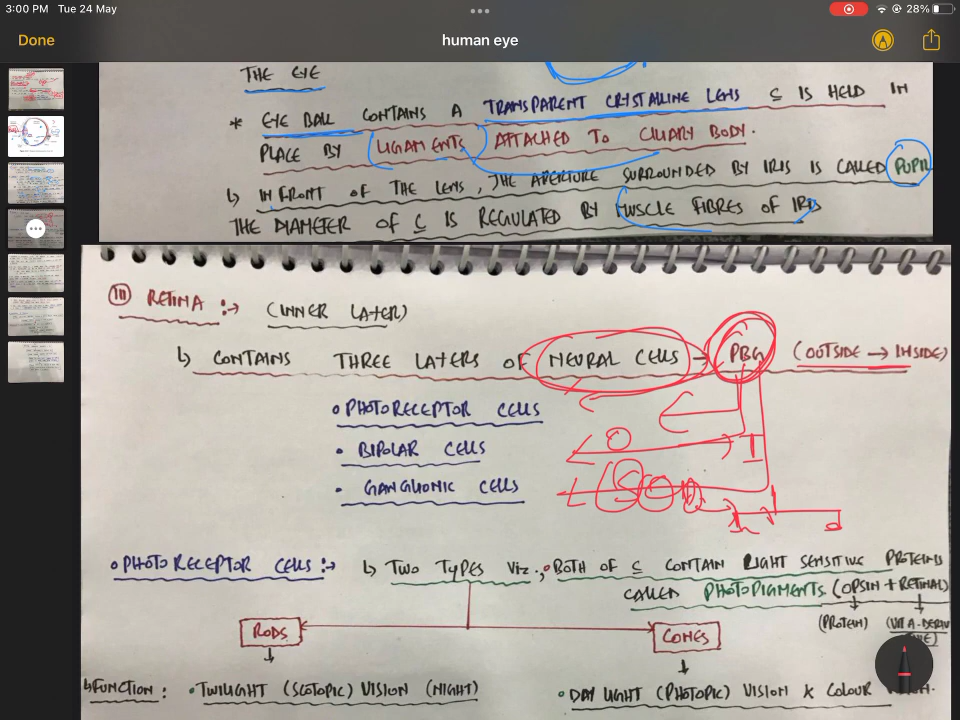 3:00 PM Tue 24 May
28%
Done
human eye
THE EYE
* EYE BALL CONTAINS A TRANSPARENT CRISTALLINE LENS C IS HELD IN
PLACE BY LIGAMENTS ATTACHED TO CILIARY BODY.
↳ IN FRONT OF THE LENS, THE APERTURE SURROUNDED BY IRIS IS CALLED PUPIL
THE DIAMETER OF C IS REGULATED BY MUSCLE FIBRES OF IRIS
III RETINA :→ (INNER LAYER)
↳ CONTAINS THREE LAYERS OF NEURAL CELLS → PBG (OUTSIDE → INSIDE)
• PHOTORECEPTOR CELLS
• BIPOLAR CELLS
• GANGLIONIC CELLS
• PHOTORECEPTOR CELLS :→ ↳ TWO TYPES Viz., • BOTH OF C CONTAIN LIGHT SENSITIVE PROTEINS
CALLED PHOTOPIGMENTS (OPSIN + RETINAL)
(PROTEIN) (VIT A-DERIV
RODS
CONES
↳ FUNCTION : • TWILIGHT (SCOTOPIC) VISION (NIGHT)
• DAY LIGHT (PHOTOPIC) VISION & COLOUR